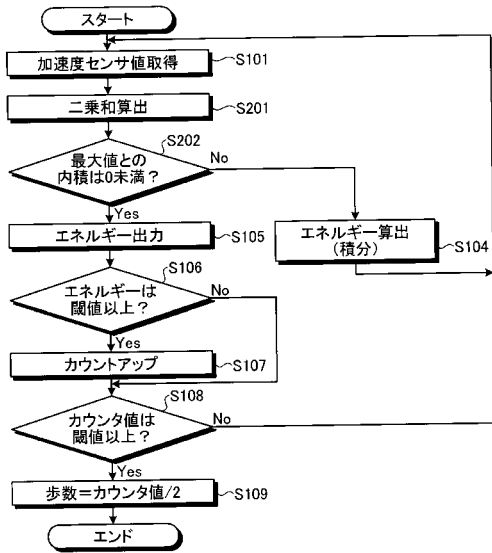 スタート
加速度センサ値取得
S101
二乗和算出
S201
S202
最大値との
内積は0未満？
No
Yes
エネルギー出力
S105
エネルギー算出
(積分)
S104
S106
エネルギーは
閾値以上？
No
Yes
カウントアップ
S107
S108
カウンタ値は
閾値以上？
No
Yes
歩数＝カウンタ値/2
S109
エンド